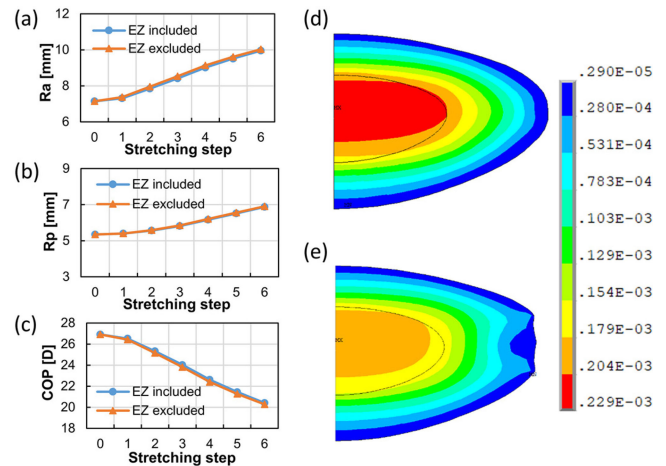 (a)
Ra [mm]
12
10
8
6
EZ included
EZ excluded
0 1 2 3 4 5 6
Stretching step
(b)
Rp [mm]
9
7
5
3
EZ included
EZ excluded
0 1 2 3 4 5 6
Stretching step
(c)
COP [D]
28
26
24
22
20
18
EZ included
EZ excluded
0 1 2 3 4 5 6
Stretching step
(d)
(e)
.290E-05
.280E-04
.531E-04
.783E-04
.103E-03
.129E-03
.154E-03
.179E-03
.204E-03
.229E-03